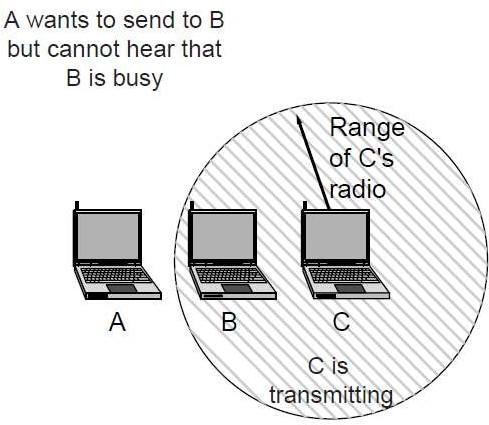 A wants to send to B
but cannot hear that
B is busy
Range
of C's
radio
A
B
C
C is
transmitting